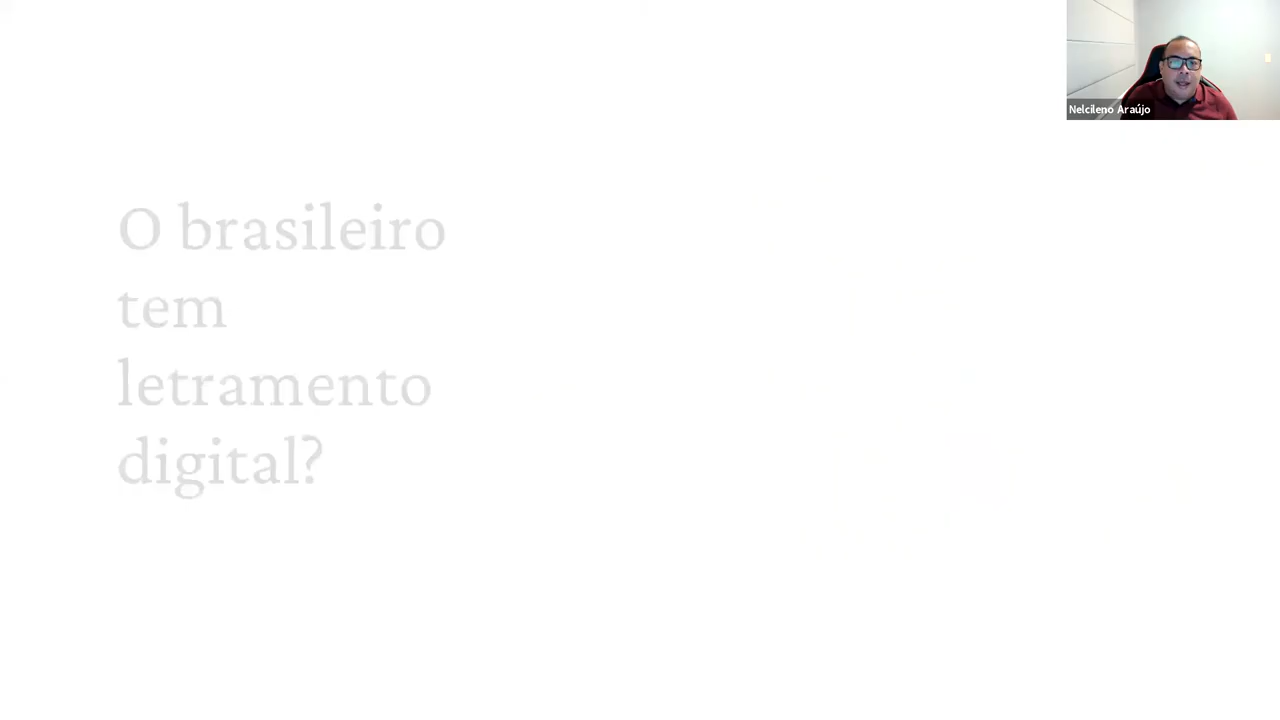 O brasileiro
tem
letramento
digital?
Nelcileno Araújo